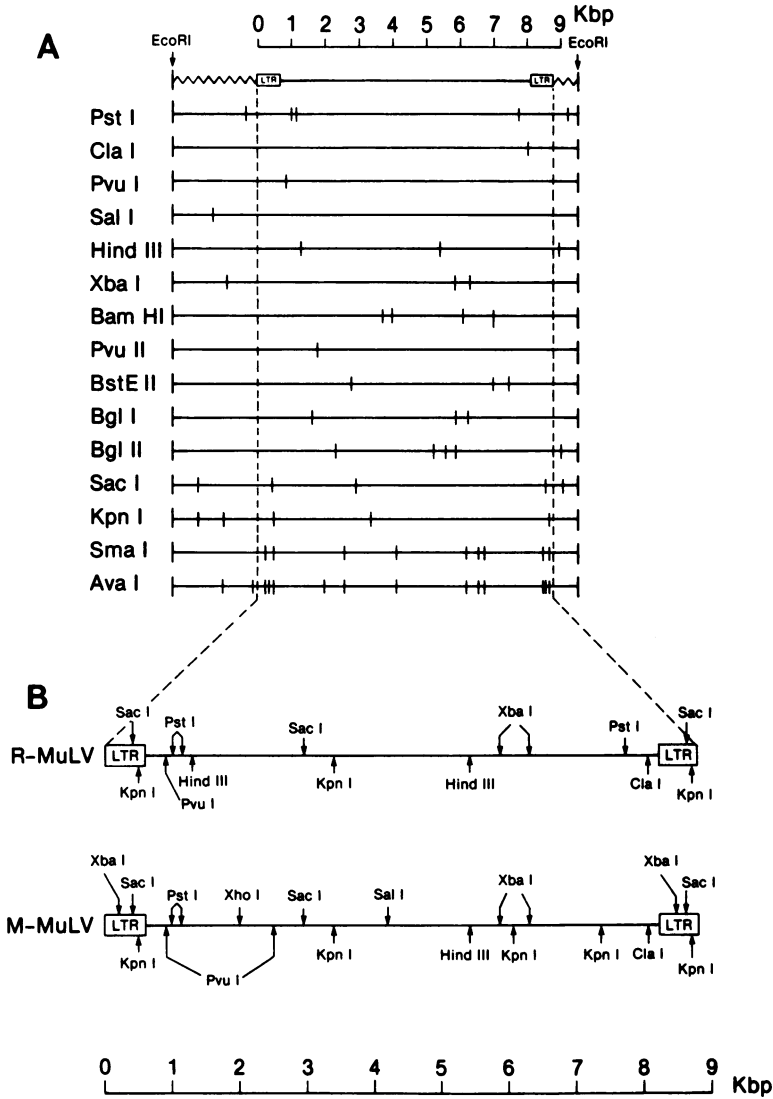 A
0 1 2 3 4 5 6 7 8 9 Kbp
EcoRI EcoRI
LTR LTR
Pst I
Cla I
Pvu I
Sal I
Hind III
Xba I
Bam HI
Pvu II
BstE II
Bgl I
Bgl II
Sac I
Kpn I
Sma I
Ava I
B
Sac I Pst I Sac I Xba I Pst I Sac I
R-MuLV LTR LTR
Kpn I Pvu I Hind III Kpn I Hind III Cla I Kpn I
Xba I Sac I Pst I Xho I Sac I Sal I Xba I Xba I Sac I
M-MuLV LTR LTR
Kpn I Pvu I Kpn I Hind III Kpn I Kpn I Cla I Kpn I
0 1 2 3 4 5 6 7 8 9 Kbp